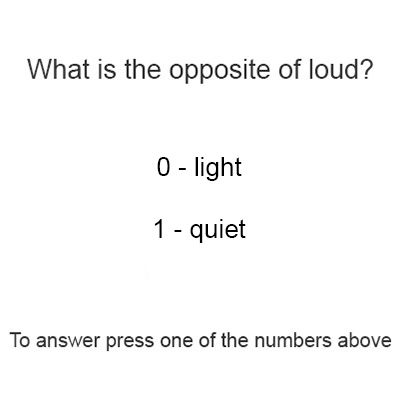 What is the opposite of loud?
0 - light
1 - quiet
To answer press one of the numbers above